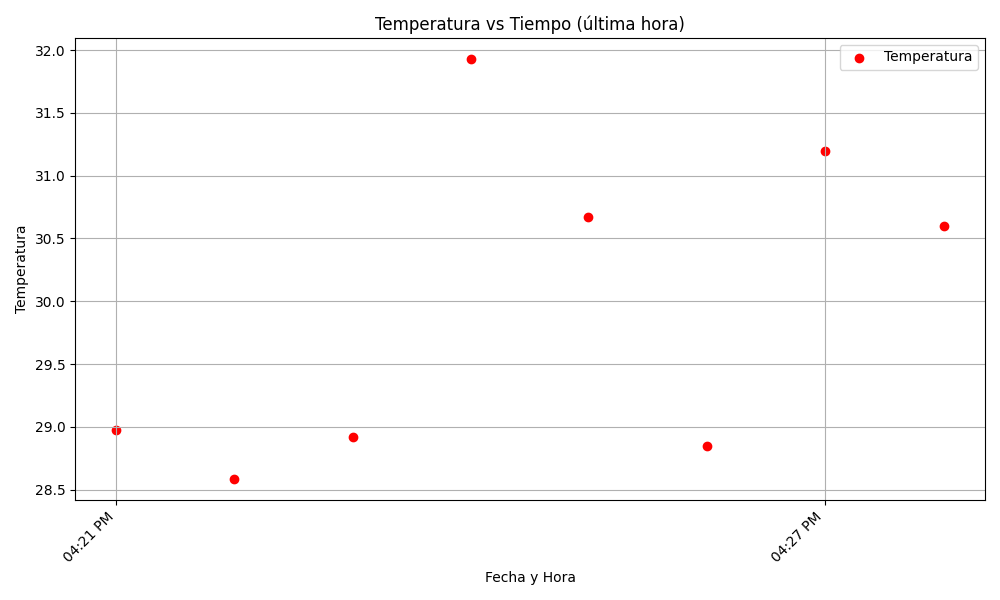 Temperatura vs Tiempo (última hora)
Temperatura
32.0
31.5
31.0
30.5
30.0
29.5
29.0
28.5
Temperatura
04:21 PM
04:27 PM
Fecha y Hora